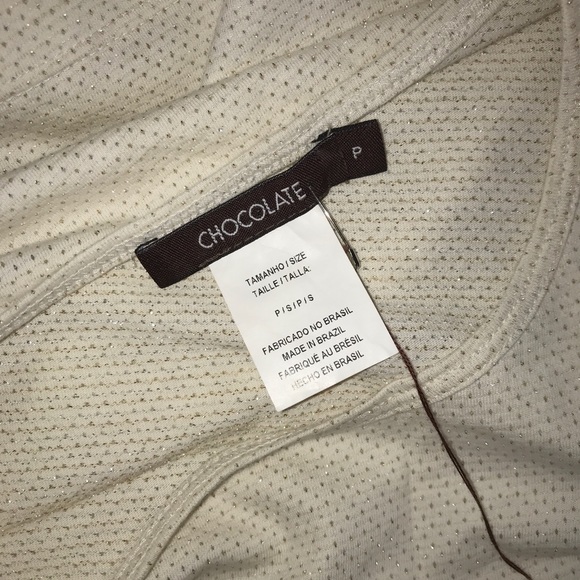 CHOCOLATE
P
TAMANHO / SIZE
TAILLE / TALLA:
P / S / P / S
FABRICADO NO BRASIL
MADE IN BRAZIL
FABRIQUÉ AU BRÉSIL
HECHO EN BRASIL